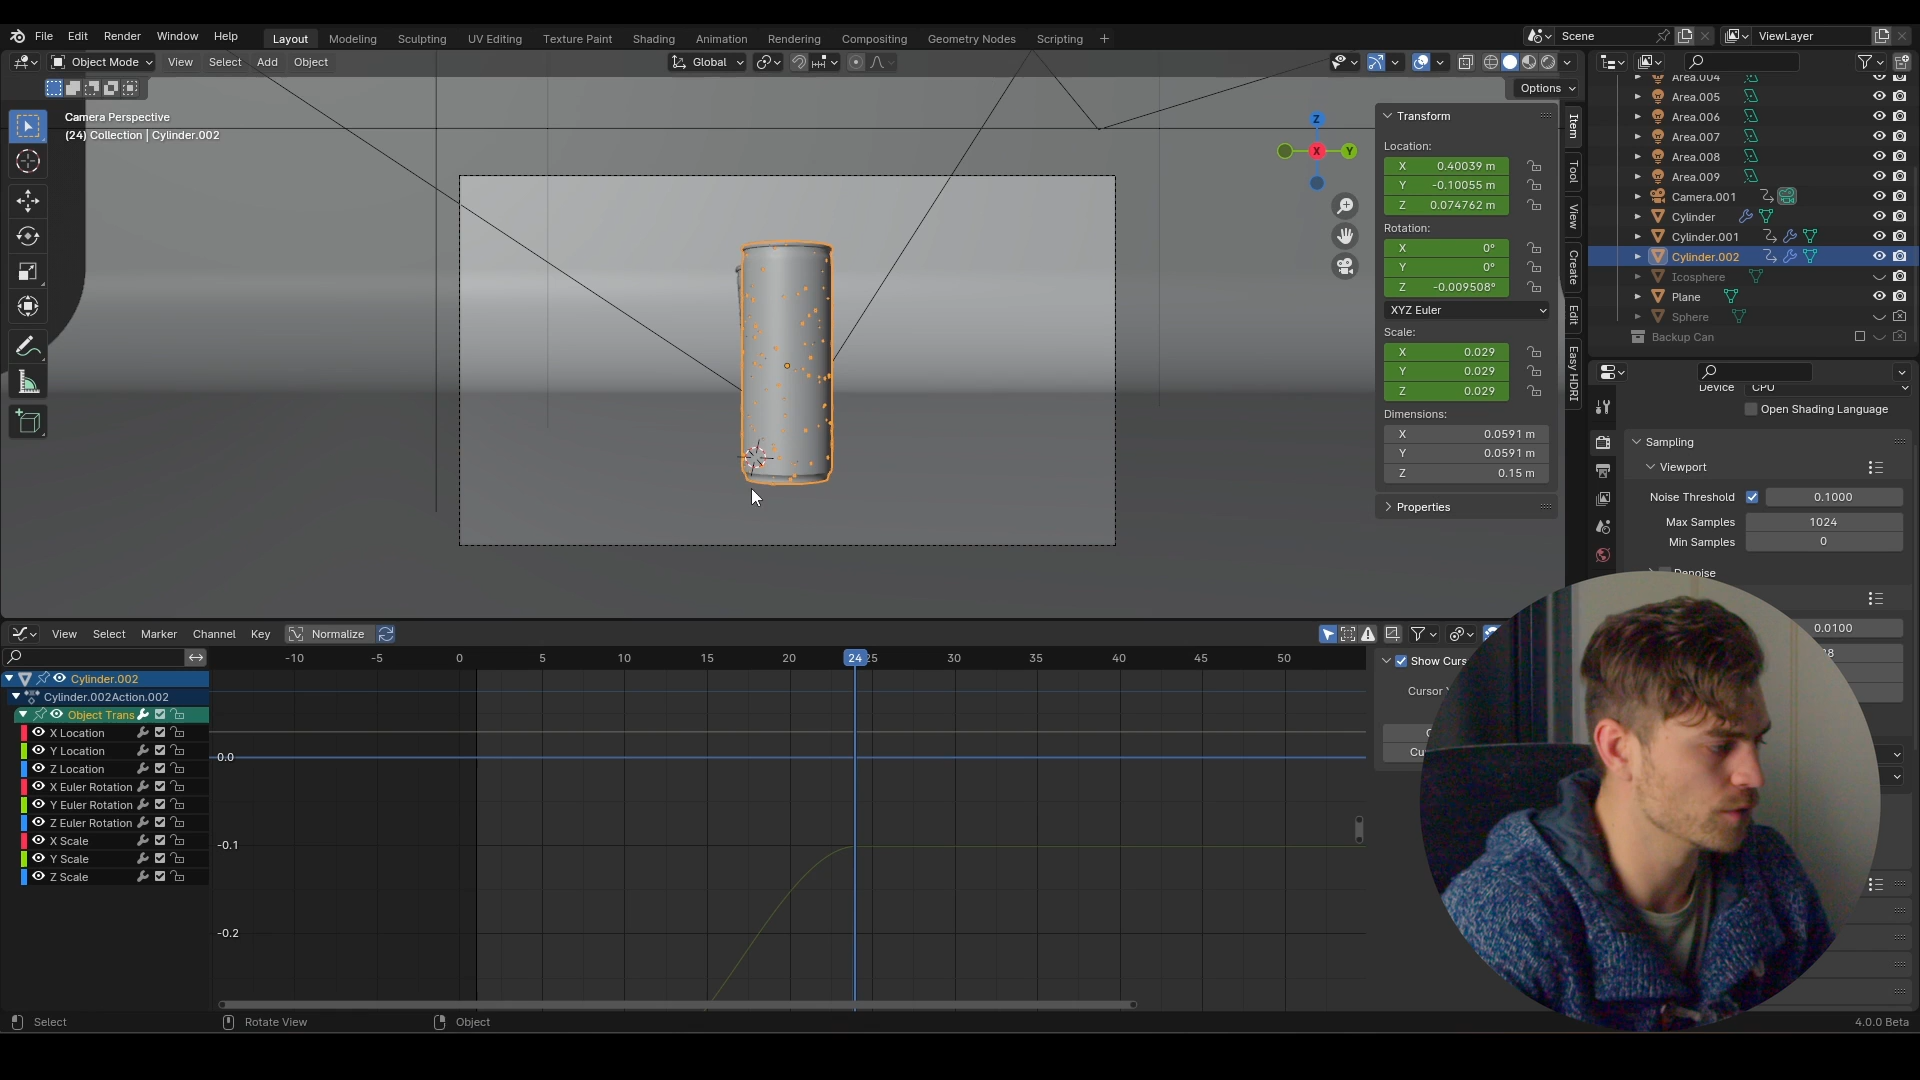 File Edit Render Window Help Layout Modeling Sculpting UV Editing Texture Paint Shading Animation Rendering Compositing Geometry Nodes Scripting + Scene ViewLayer
Object Mode View Select Add Object Global
Options
Camera Perspective
(24) Collection | Cylinder.002
Z
X
Y
Transform
Location:
X 0.40039 m
Y -0.10055 m
Z 0.074762 m
Rotation:
X 0°
Y 0°
Z -0.009508°
XYZ Euler
Scale:
X 0.029
Y 0.029
Z 0.029
Dimensions:
X 0.0591 m
Y 0.0591 m
Z 0.15 m
Properties
Item
Tool
View
Create
Edit
Easy HDRI
Area.004
Area.005
Area.006
Area.007
Area.008
Area.009
Camera.001
Cylinder
Cylinder.001
Cylinder.002
Icosphere
Plane
Sphere
Backup Can
Device CPU
Open Shading Language
Sampling
Viewport
Noise Threshold 0.1000
Max Samples 1024
Min Samples 0
Denoise
0.0100
View Select Marker Channel Key Normalize
-10 -5 0 5 10 15 20 24 25 30 35 40 45 50
Cylinder.002
Cylinder.002Action.002
Object Trans
X Location
Y Location
Z Location
X Euler Rotation
Y Euler Rotation
Z Euler Rotation
X Scale
Y Scale
Z Scale
0.0
-0.1
-0.2
Show Curs
Cursor
Select Rotate View Object 4.0.0 Beta